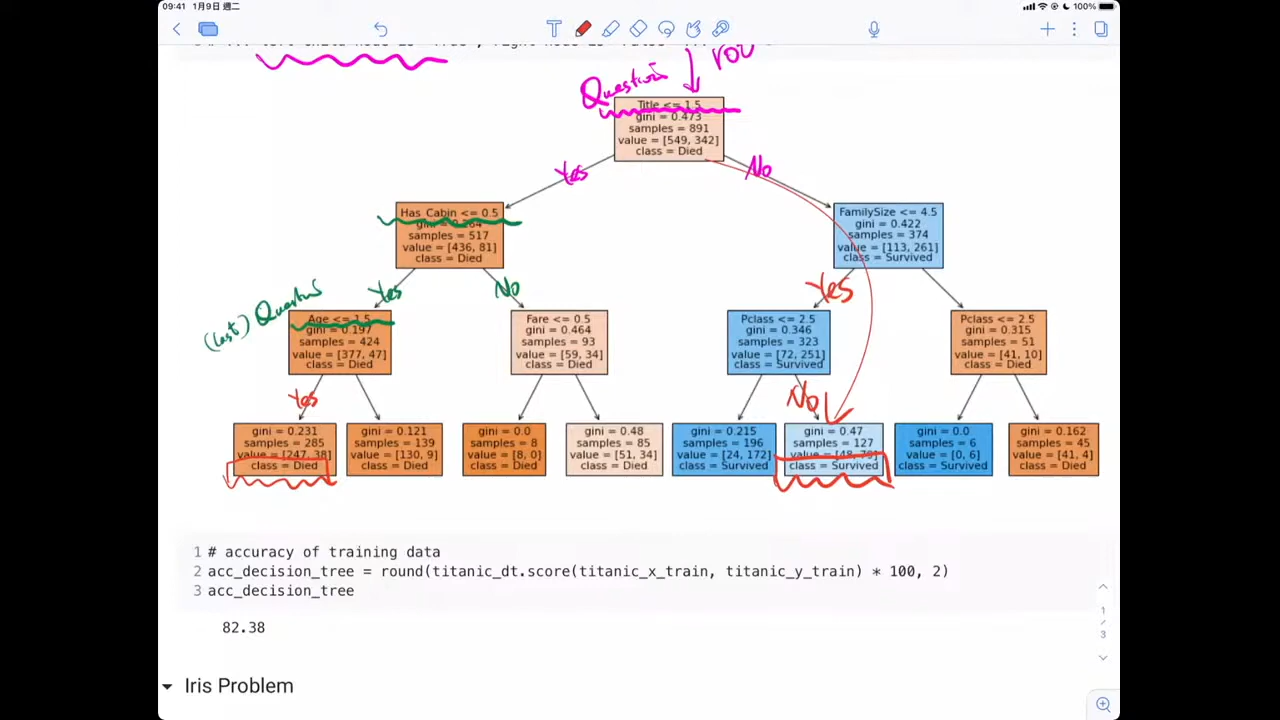 09:41 1月9日 週二
100%
You
Question
Title <= 1.5
gini = 0.473
samples = 891
value = [549, 342]
class = Died
Yes
No
Has_Cabin <= 0.5
samples = 517
value = [436, 81]
class = Died
FamilySize <= 4.5
gini = 0.422
samples = 374
value = [113, 261]
class = Survived
Yes
No
Yes
(last) Question
Age <= 1.5
gini = 0.197
samples = 424
value = [377, 47]
class = Died
Fare <= 0.5
gini = 0.464
samples = 93
value = [59, 34]
class = Died
Pclass <= 2.5
gini = 0.346
samples = 323
value = [72, 251]
class = Survived
Pclass <= 2.5
gini = 0.315
samples = 51
value = [41, 10]
class = Died
Yes
No
gini = 0.231
samples = 285
value = [247, 38]
class = Died
gini = 0.121
samples = 139
value = [130, 9]
class = Died
gini = 0.0
samples = 8
value = [8, 0]
class = Died
gini = 0.48
samples = 85
value = [51, 34]
class = Died
gini = 0.215
samples = 196
value = [24, 172]
class = Survived
gini = 0.47
samples = 127
value = [48, 79]
class = Survived
gini = 0.0
samples = 6
value = [0, 6]
class = Survived
gini = 0.162
samples = 45
value = [41, 4]
class = Died
1 # accuracy of training data
2 acc_decision_tree = round(titanic_dt.score(titanic_x_train, titanic_y_train) * 100, 2)
3 acc_decision_tree
82.38
Iris Problem
1
/
3